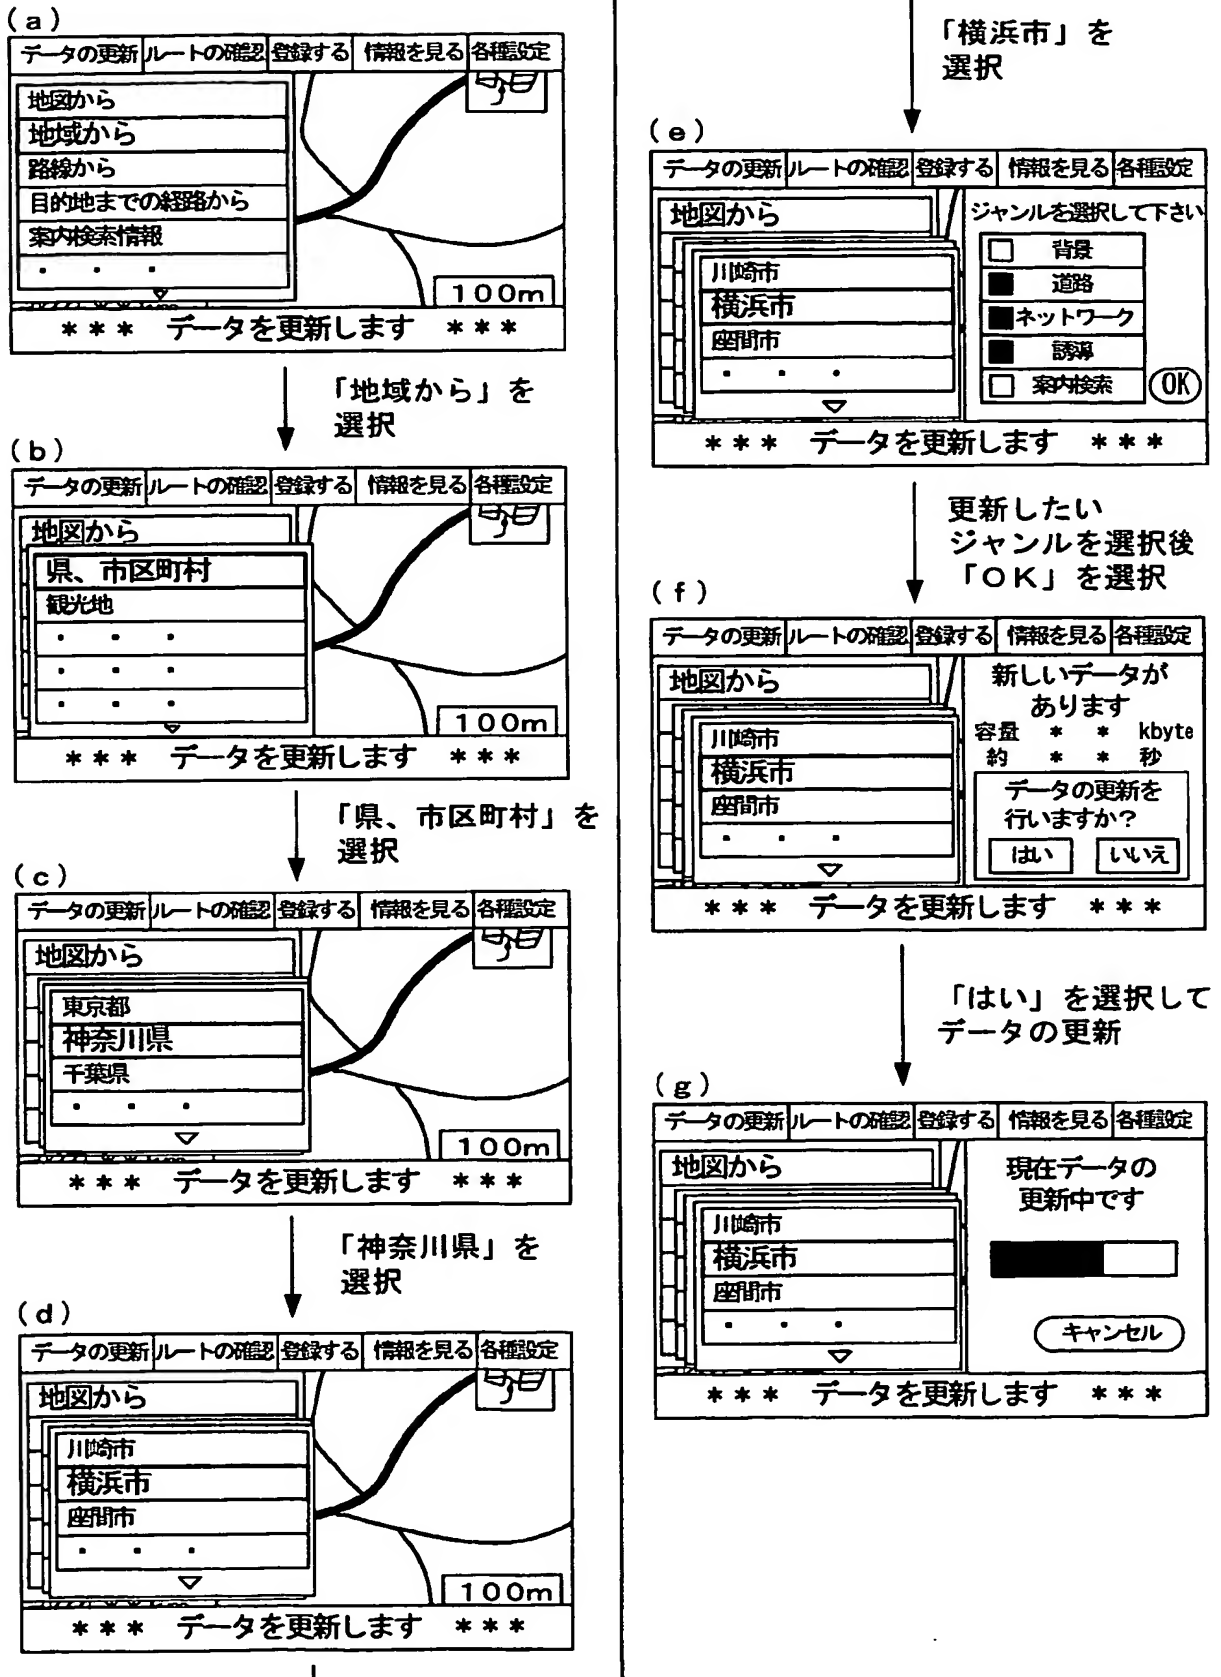 (a)
データの更新 ルートの確認 登録する 情報を見る 各種設定
地図から
地域から
路線から
目的地までの経路から
案内検索情報
・ ・ ・
100m
*** データを更新します ***
「地域から」を
選択
(b)
データの更新 ルートの確認 登録する 情報を見る 各種設定
地図から
県、市区町村
観光地
・ ・ ・
・ ・ ・
・ ・ ・
100m
*** データを更新します ***
「県、市区町村」を
選択
(c)
データの更新 ルートの確認 登録する 情報を見る 各種設定
地図から
東京都
神奈川県
千葉県
・ ・ ・
100m
*** データを更新します ***
「神奈川県」を
選択
(d)
データの更新 ルートの確認 登録する 情報を見る 各種設定
地図から
川崎市
横浜市
座間市
・ ・ ・
100m
*** データを更新します ***
「横浜市」を
選択
(e)
データの更新 ルートの確認 登録する 情報を見る 各種設定
地図から
川崎市
横浜市
座間市
・ ・ ・
ジャンルを選択して下さい
背景
道路
ネットワーク
誘導
案内検索
OK
*** データを更新します ***
更新したい
ジャンルを選択後
「OK」を選択
(f)
データの更新 ルートの確認 登録する 情報を見る 各種設定
地図から
川崎市
横浜市
座間市
・ ・ ・
新しいデータが
あります
容量 * * kbyte
約 * * 秒
データの更新を
行いますか?
はい いいえ
*** データを更新します ***
「はい」を選択して
データの更新
(g)
データの更新 ルートの確認 登録する 情報を見る 各種設定
地図から
川崎市
横浜市
座間市
・ ・ ・
現在データの
更新中です
キャンセル
*** データを更新します ***